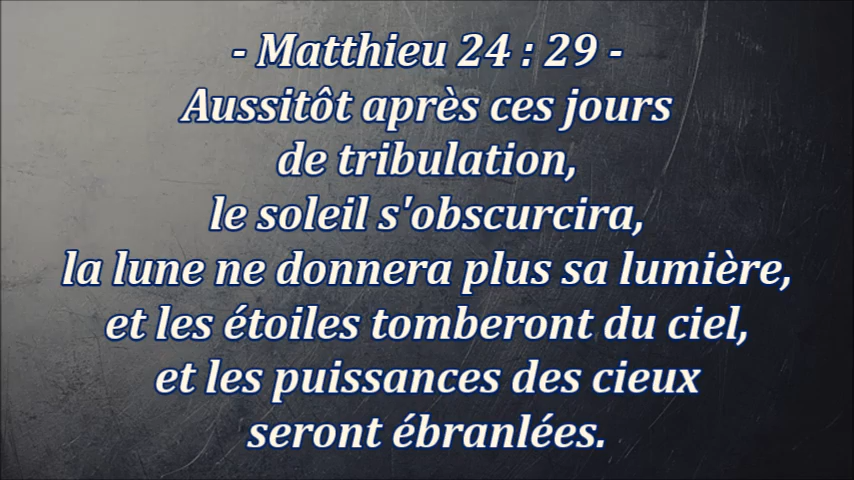 - Matthieu 24 : 29 -
Aussitôt après ces jours
de tribulation,
le soleil s'obscurcira,
la lune ne donnera plus sa lumière,
et les étoiles tomberont du ciel,
et les puissances des cieux
seront ébranlées.